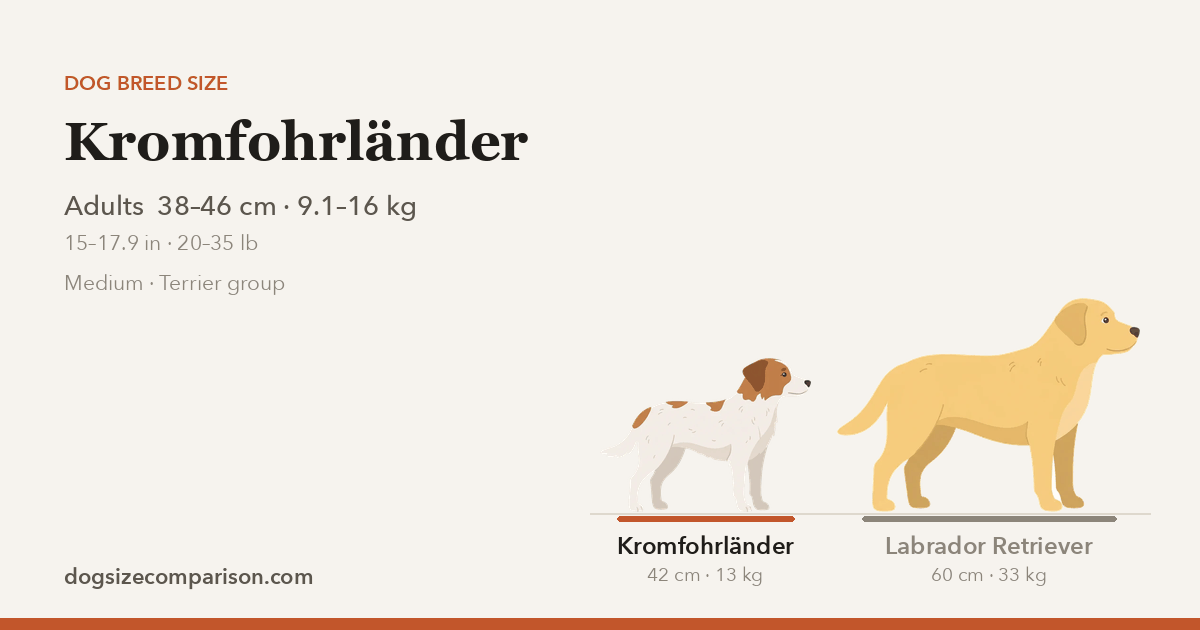 DOG BREED SIZE
Kromfohrländer
Adults 38–46 cm · 9.1–16 kg
15–17.9 in · 20–35 lb
Medium · Terrier group
Kromfohrländer
42 cm · 13 kg
Labrador Retriever
60 cm · 33 kg
dogsizecomparison.com